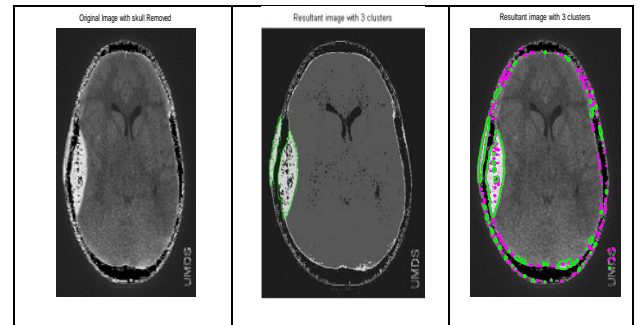 Original Image with skull Removed
Resultant image with 3 clusters
Resultant image with 3 clusters
UMDS
UMDS
UMDS